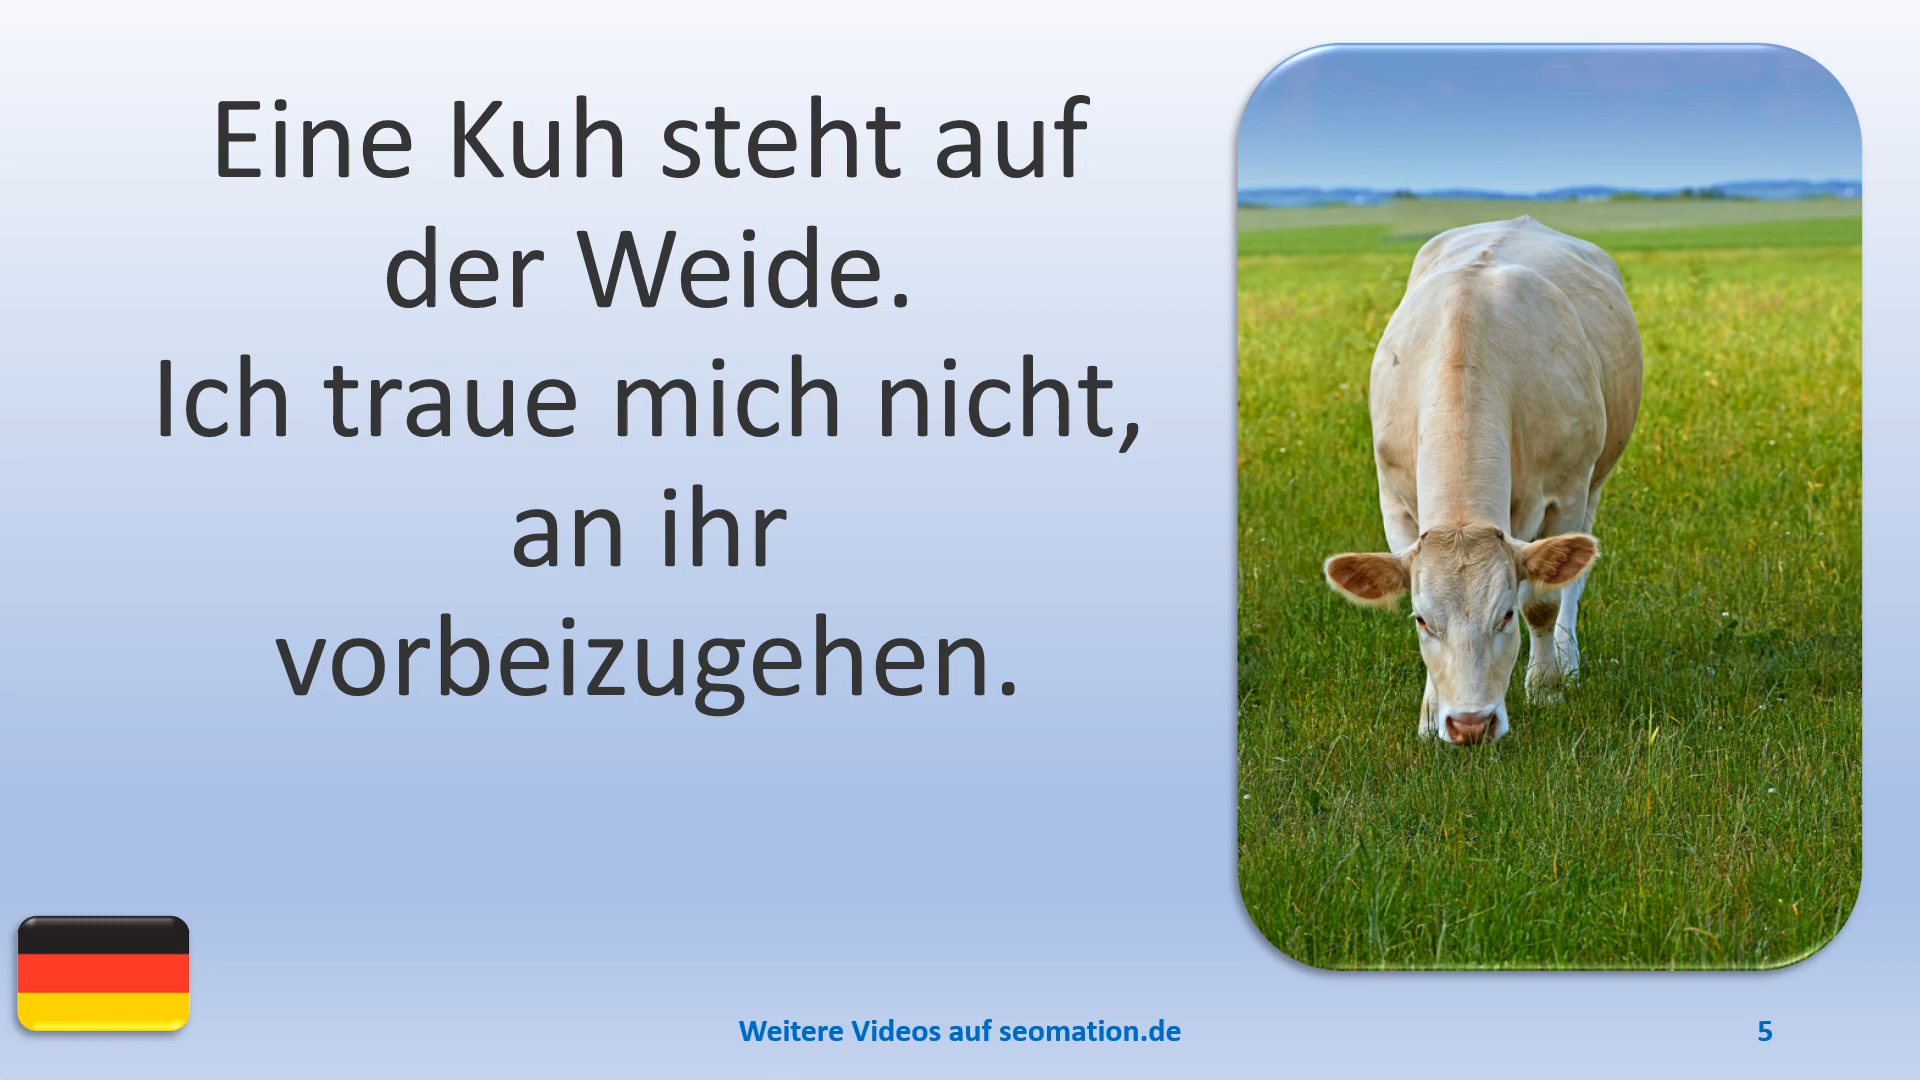 Eine Kuh steht auf
der Weide.
Ich traue mich nicht,
an ihr
vorbeizugehen.
Weitere Videos auf seomation.de
5